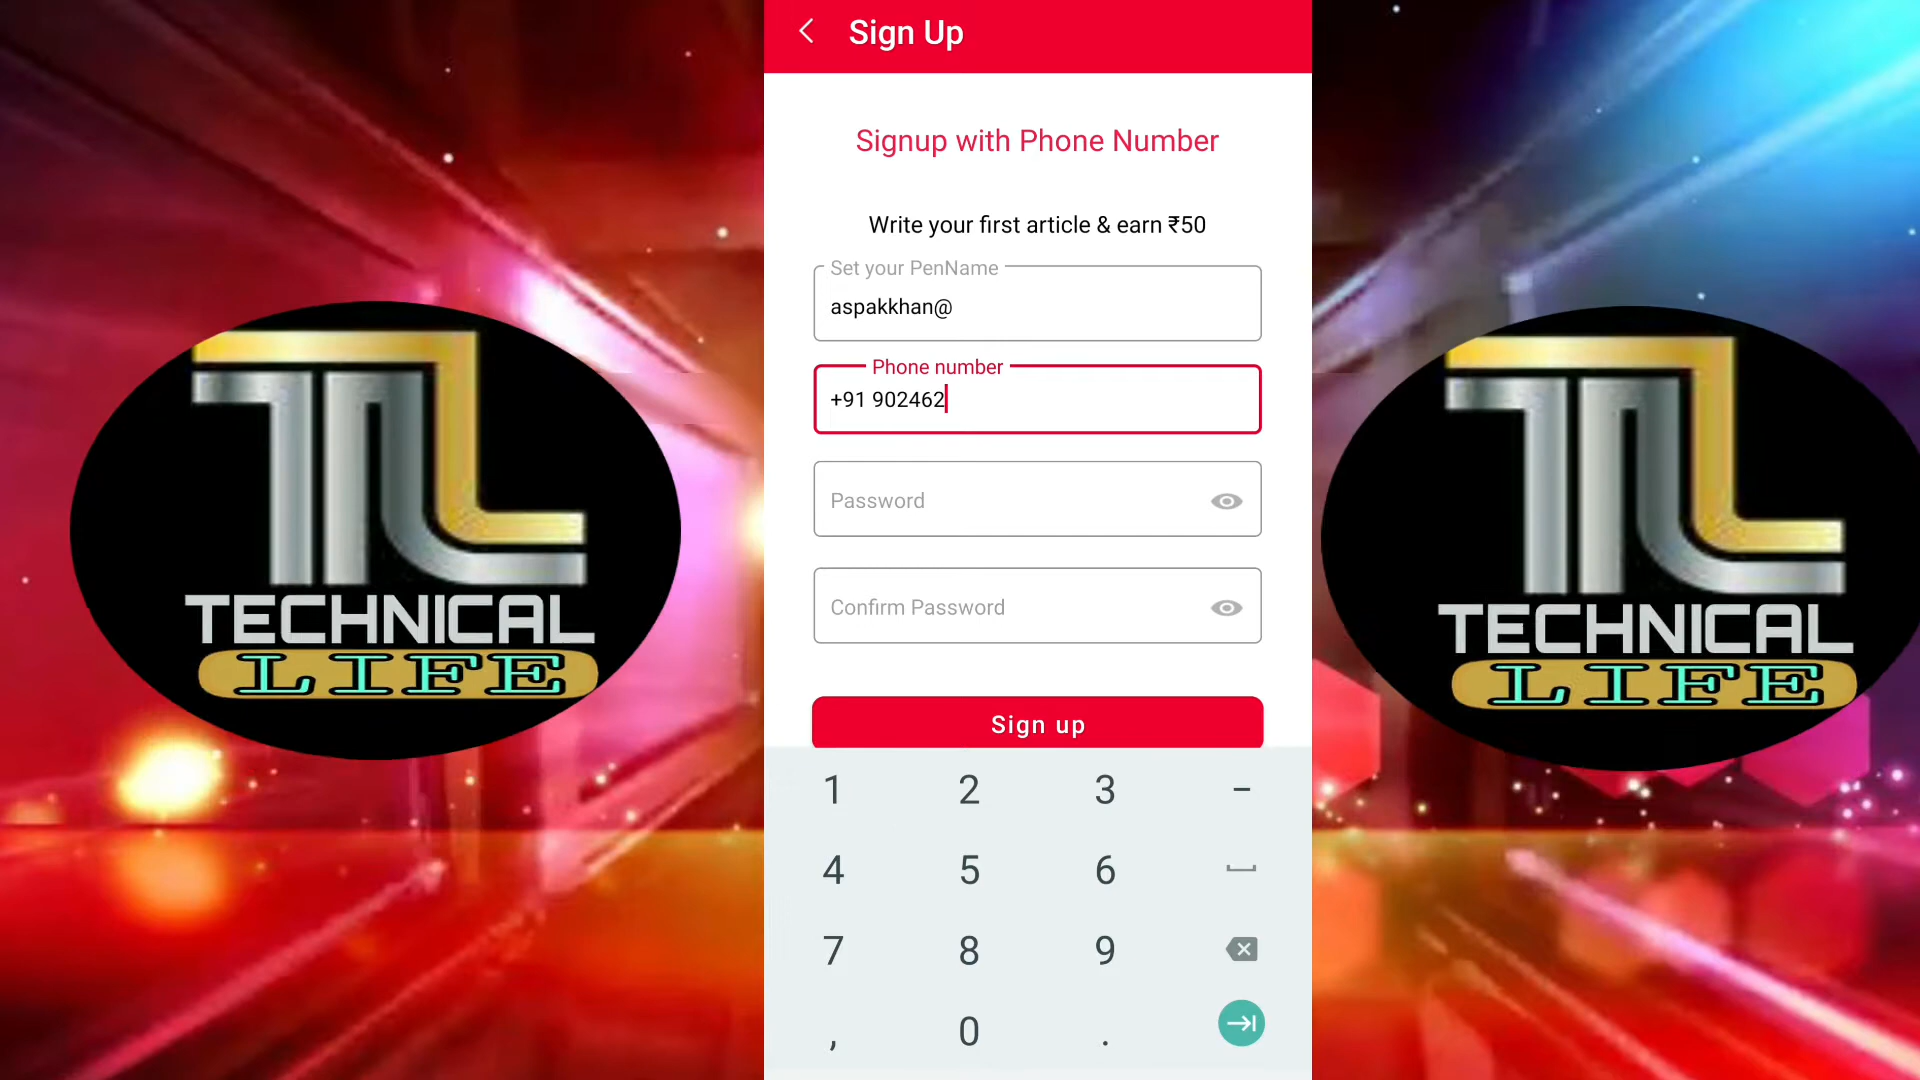 Sign Up
Signup with Phone Number
Write your first article & earn ₹50
Set your PenName
aspakkhan@
Phone number
+91 902462
Password
Confirm Password
Sign up
1 2 3 -
4 5 6
7 8 9
, 0 .
TL
TECHNICAL
LIFE
TL
TECHNICAL
LIFE